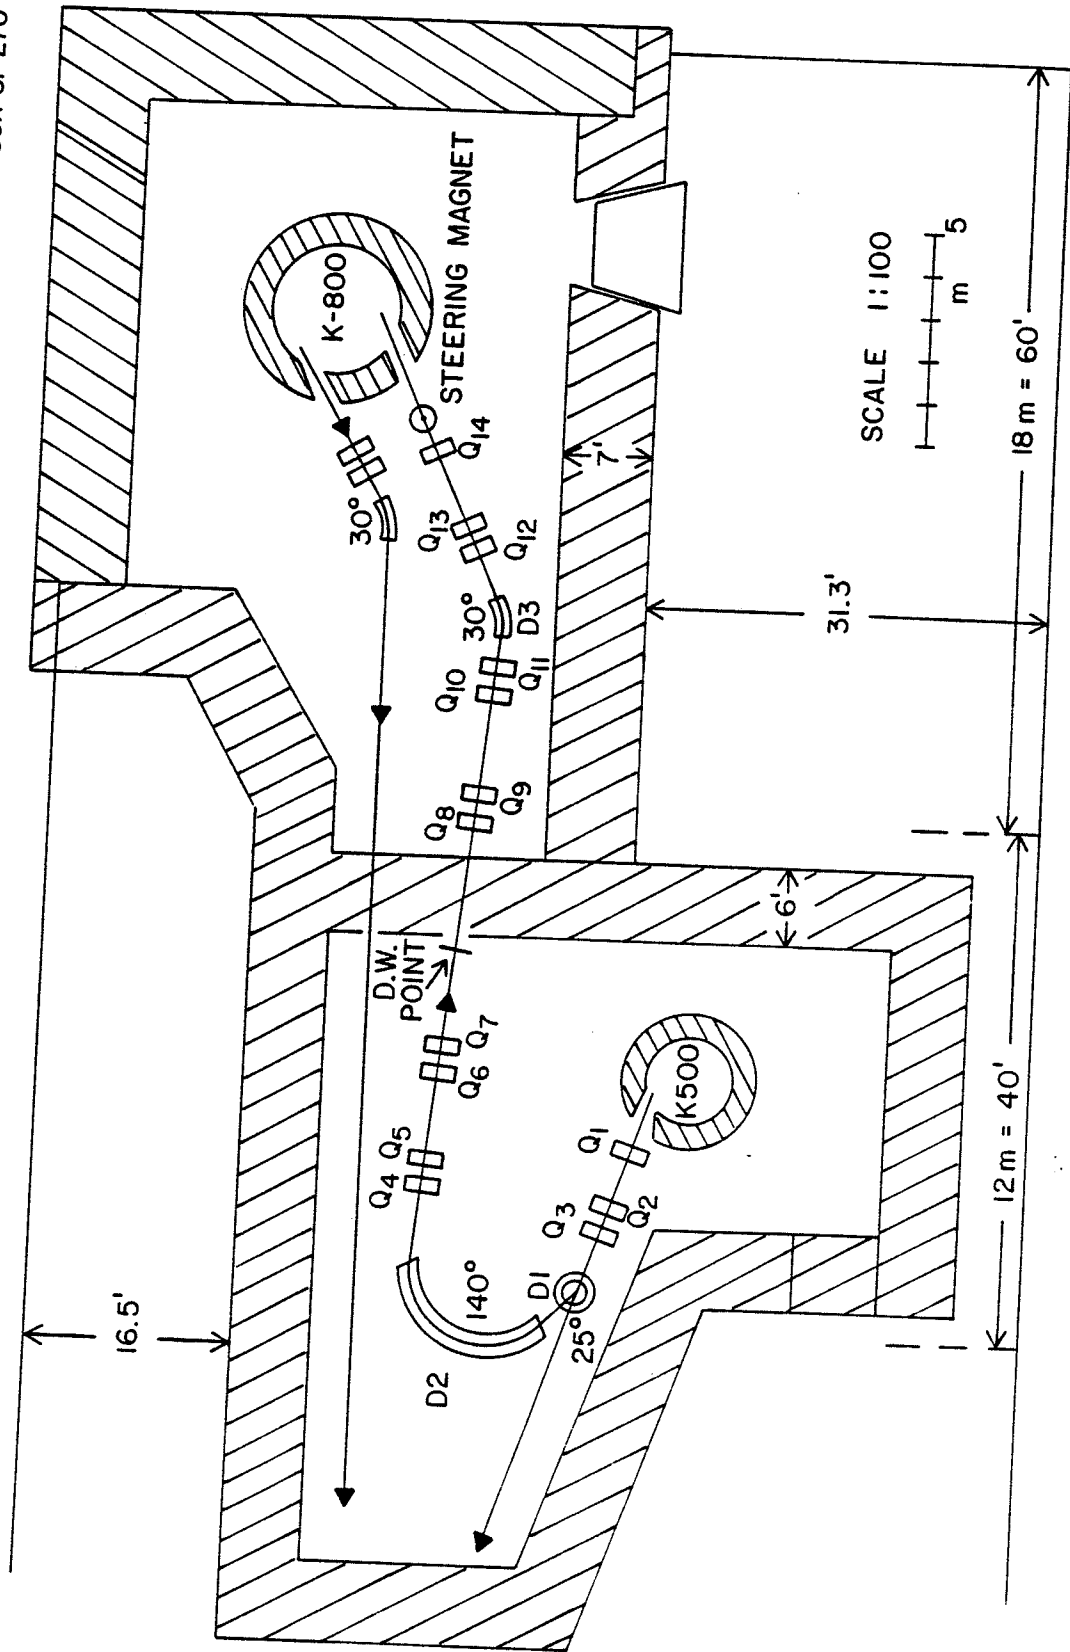 K-800
STEERING MAGNET
Q14
30°
Q13
Q12
30°
D3
Q10
Q11
Q8
Q9
7'
SCALE 1:100
5
m
18 m = 60'
31.3'
6'
D.W.
POINT
Q7
Q6
Q5
Q4
K500
Q1
Q3
Q2
D1
25°
140°
D2
16.5'
12 m = 40'